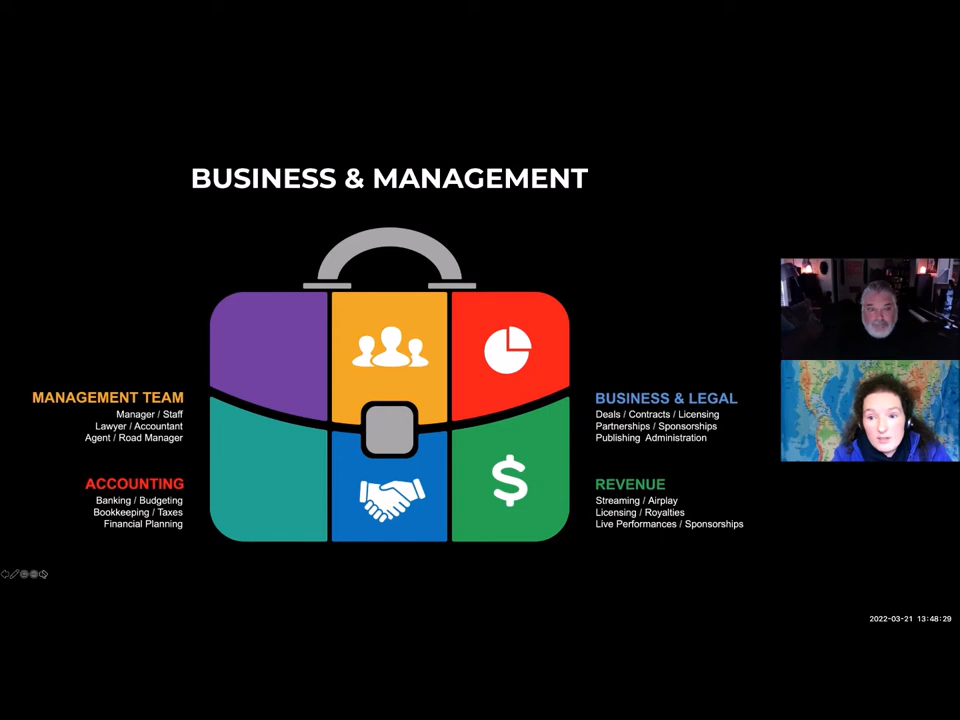 BUSINESS & MANAGEMENT
MANAGEMENT TEAM
Manager / Staff
Lawyer / Accountant
Agent / Road Manager
ACCOUNTING
Banking / Budgeting
Bookkeeping / Taxes
Financial Planning
$
BUSINESS & LEGAL
Deals / Contracts / Licensing
Partnerships / Sponsorships
Publishing Administration
REVENUE
Streaming / Airplay
Licensing / Royalties
Live Performances / Sponsorships
2022-03-21 13:48:29